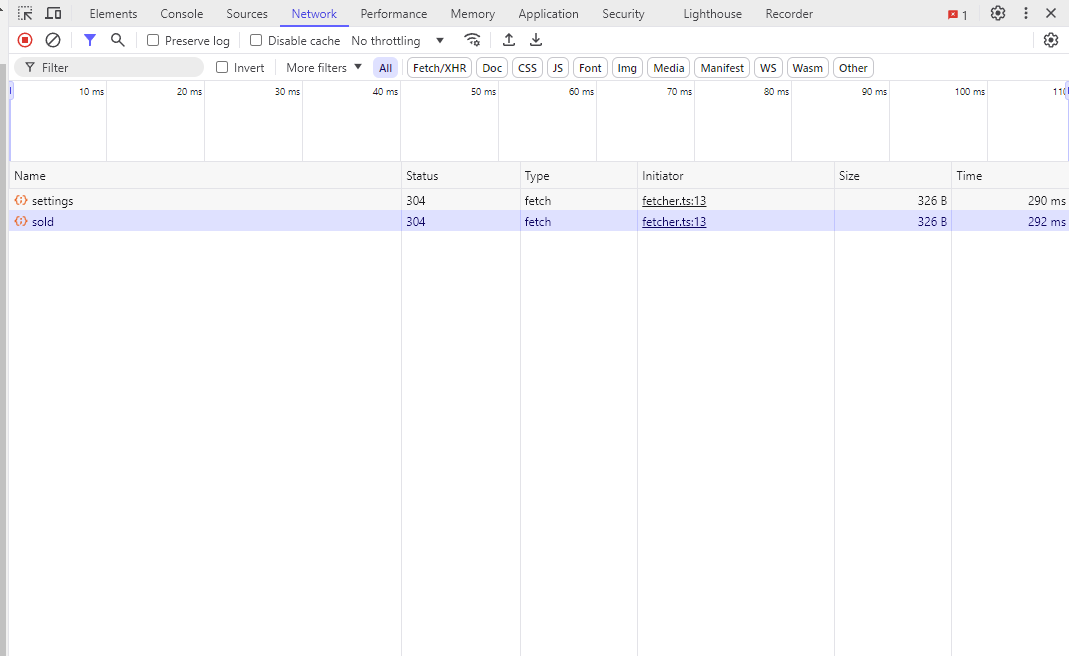 Elements Console Sources Network Performance Memory Application Security Lighthouse Recorder 1
Preserve log Disable cache No throttling
Filter Invert More filters All Fetch/XHR Doc CSS JS Font Img Media Manifest WS Wasm Other
10 ms 20 ms 30 ms 40 ms 50 ms 60 ms 70 ms 80 ms 90 ms 100 ms
Name Status Type Initiator Size Time
settings 304 fetch fetcher.ts:13 326 B 290 ms
sold 304 fetch fetcher.ts:13 326 B 292 ms